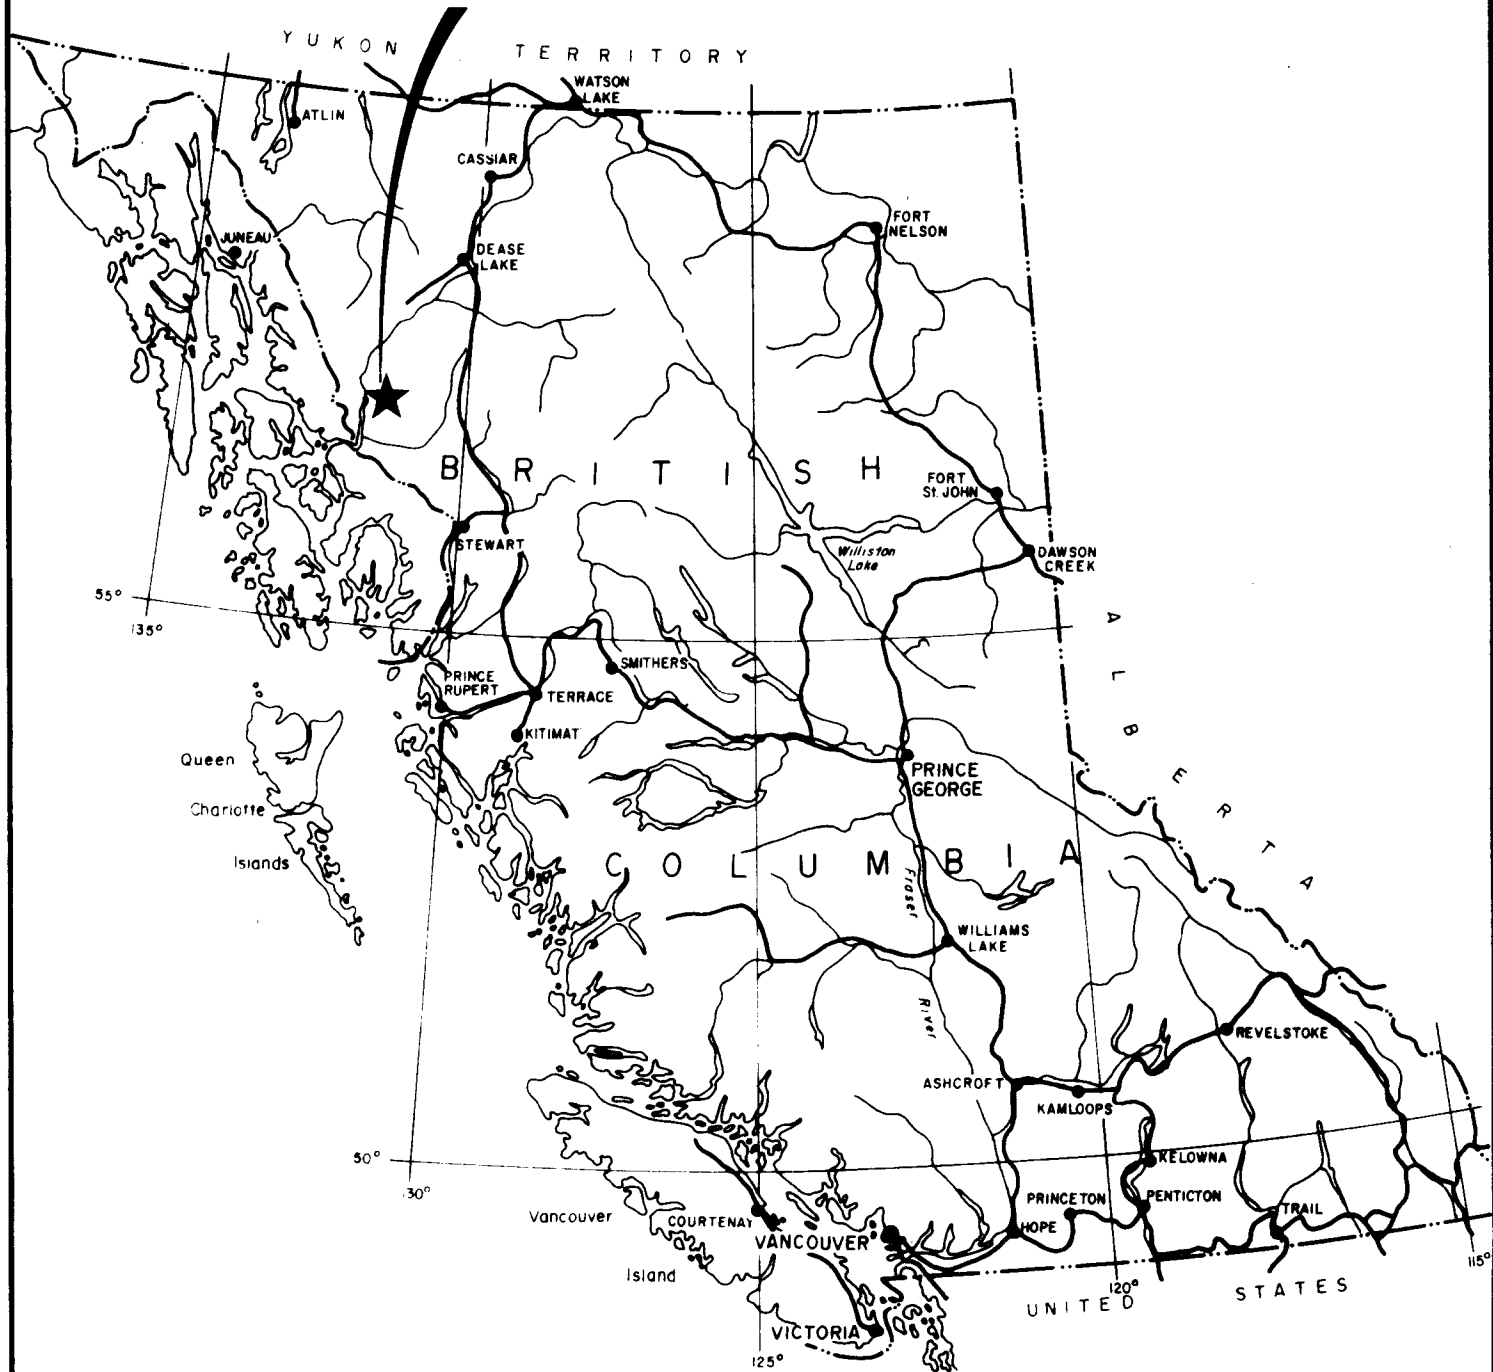 YUKON TERRITORY
WATSON
LAKE
ATLIN
CASSIAR
FORT
NELSON
JUNEAU
DEASE
LAKE
BRITISH
FORT
St. JOHN
STEWART
Williston
Lake
DAWSON
CREEK
55°
135°
ALBERTA
SMITHERS
PRINCE
RUPERT
TERRACE
KITIMAT
Queen
Charlotte
Islands
PRINCE
GEORGE
COLUMBIA
Fraser
River
WILLIAMS
LAKE
REVELSTOKE
ASHCROFT
KAMLOOPS
50°
130°
KELOWNA
PRINCETON
PENTICTON
TRAIL
HOPE
Vancouver
Island
COURTENAY
VANCOUVER
VICTORIA
125°
120°
115°
UNITED STATES